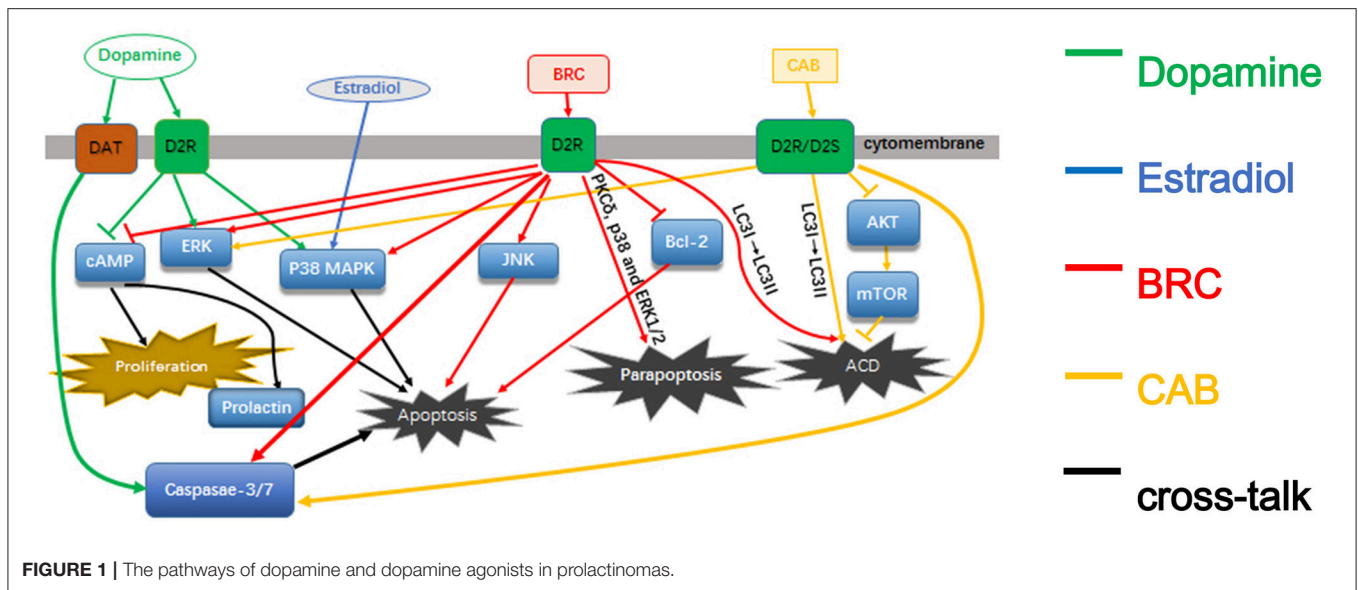 Dopamine
Estradiol
BRC
CAB
DAT
D2R
D2R
D2R/D2S
cytomembrane
cAMP
ERK
P38 MAPK
JNK
PKCδ, p38 and ERK1/2
Bcl-2
LC3I→LC3II
LC3I→LC3II
AKT
mTOR
Proliferation
Prolactin
Apoptosis
Parapoptosis
ACD
Caspasae-3/7
Dopamine
Estradiol
BRC
CAB
cross-talk
FIGURE 1 | The pathways of dopamine and dopamine agonists in prolactinomas.